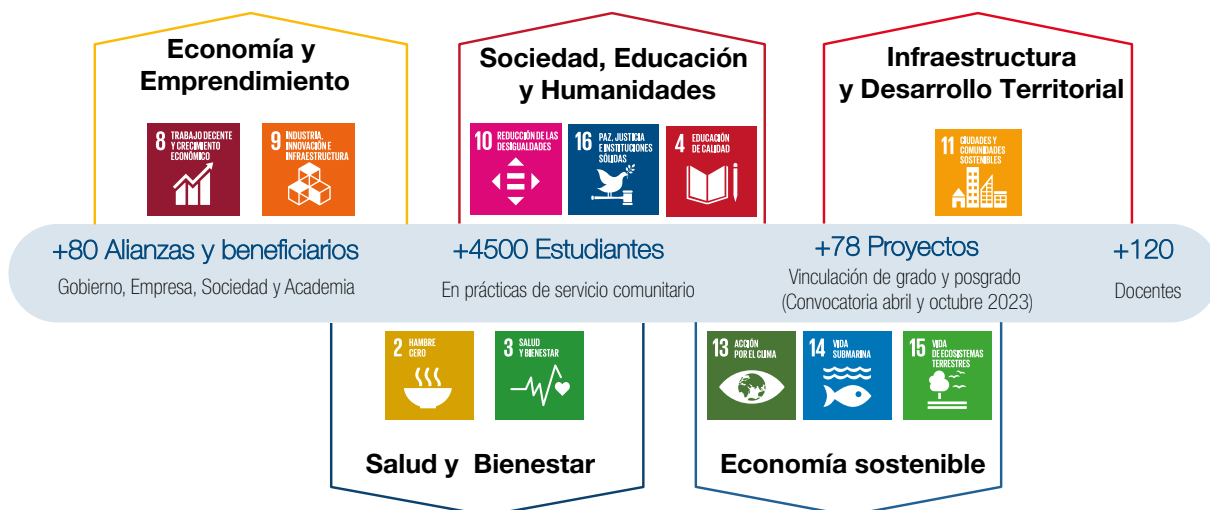 Economía y
Emprendimiento
8 TRABAJO DECENTE
Y CRECIMIENTO
ECONÓMICO
9 INDUSTRIA,
INNOVACIÓN E
INFRAESTRUCTURA
Sociedad, Educación
y Humanidades
10 REDUCCIÓN DE LAS
DESIGUALDADES
16 PAZ, JUSTICIA
E INSTITUCIONES
SÓLIDAS
4 EDUCACIÓN
DE CALIDAD
Infraestructura
y Desarrollo Territorial
11 CIUDADES Y
COMUNIDADES
SOSTENIBLES
+80 Alianzas y beneficiarios
Gobierno, Empresa, Sociedad y Academia
+4500 Estudiantes
En prácticas de servicio comunitario
+78 Proyectos
Vinculación de grado y posgrado
(Convocatoria abril y octubre 2023)
+120
Docentes
2 HAMBRE
CERO
3 SALUD
Y BIENESTAR
Salud y Bienestar
13 ACCIÓN
POR EL CLIMA
14 VIDA
SUBMARINA
15 VIDA
DE ECOSISTEMAS
TERRESTRES
Economía sostenible